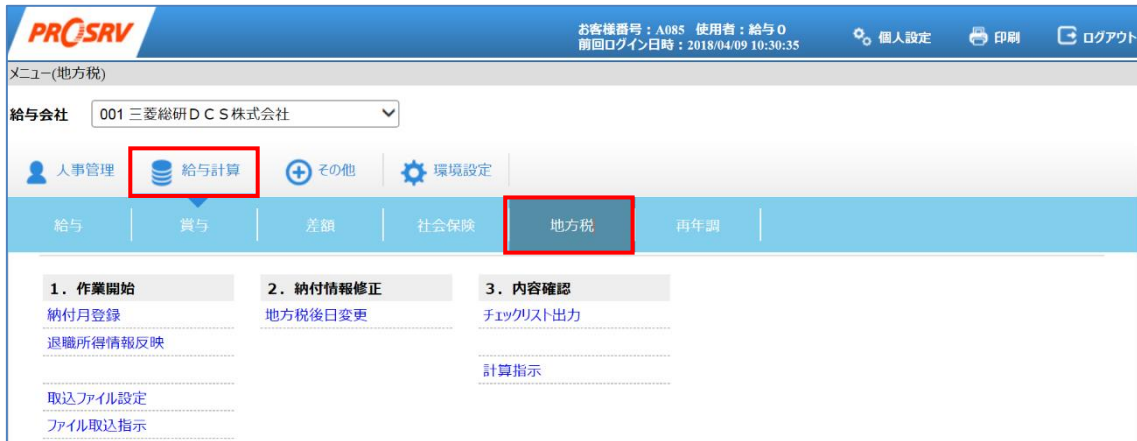 PROSRV
お客様番号：A085 使用者：給与０
前回ログイン日時：2018/04/09 10:30:35
個人設定
印刷
ログアウト
メニュー(地方税)
給与会社
001 三菱総研ＤＣＳ株式会社
人事管理
給与計算
その他
環境設定
給与
賞与
差額
社会保険
地方税
再年調
１．作業開始
２．納付情報修正
３．内容確認
納付月登録
地方税後日変更
チェックリスト出力
退職所得情報反映
計算指示
取込ファイル設定
ファイル取込指示